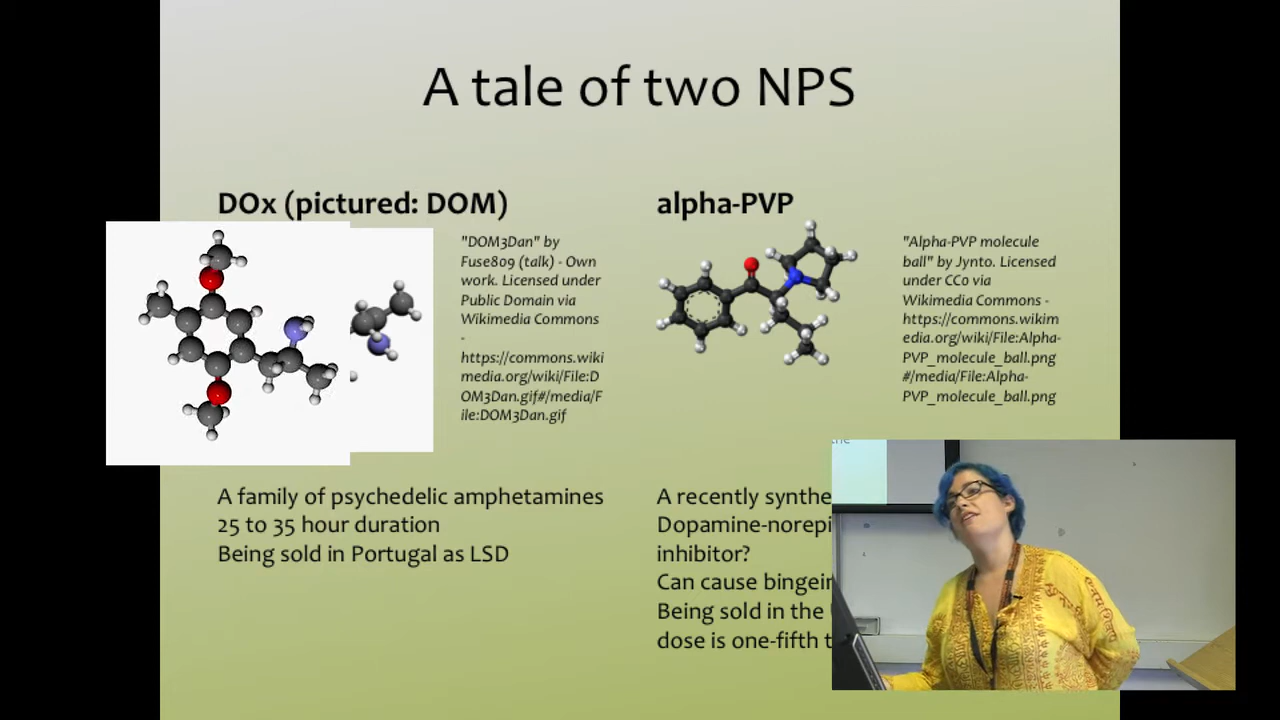 A tale of two NPS
DOx (pictured: DOM)
"DOM3Dan" by
Fuse809 (talk) - Own
work. Licensed under
Public Domain via
Wikimedia Commons
-
https://commons.wiki
media.org/wiki/File:D
OM3Dan.gif#/media/F
ile:DOM3Dan.gif
A family of psychedelic amphetamines
25 to 35 hour duration
Being sold in Portugal as LSD
alpha-PVP
"Alpha-PVP molecule
ball" by Jynto. Licensed
under CC0 via
Wikimedia Commons -
https://commons.wikim
edia.org/wiki/File:Alpha-
PVP_molecule_ball.png
#/media/File:Alpha-
PVP_molecule_ball.png
A recently synthe
Dopamine-norepi
inhibitor?
Can cause bingein
Being sold in the
dose is one-fifth t